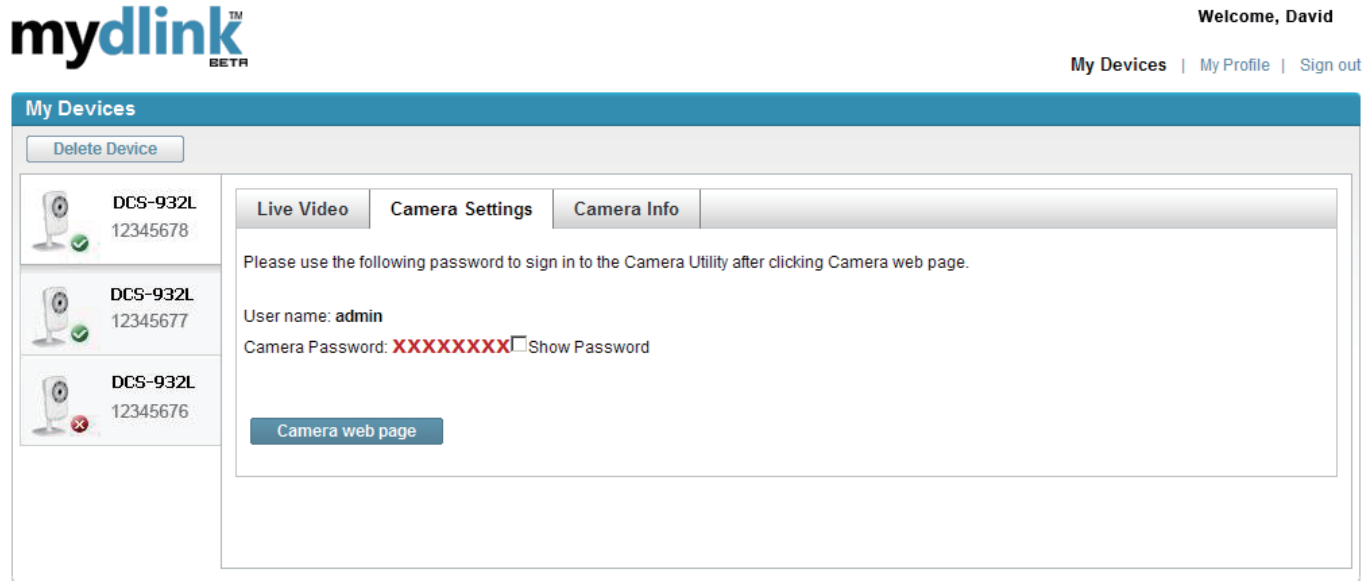 mydlink™
BETA
Welcome, David
My Devices | My Profile | Sign out
My Devices
Delete Device
DCS-932L
12345678
DCS-932L
12345677
DCS-932L
12345676
Live Video
Camera Settings
Camera Info
Please use the following password to sign in to the Camera Utility after clicking Camera web page.
User name: admin
Camera Password: XXXXXXXX Show Password
Camera web page